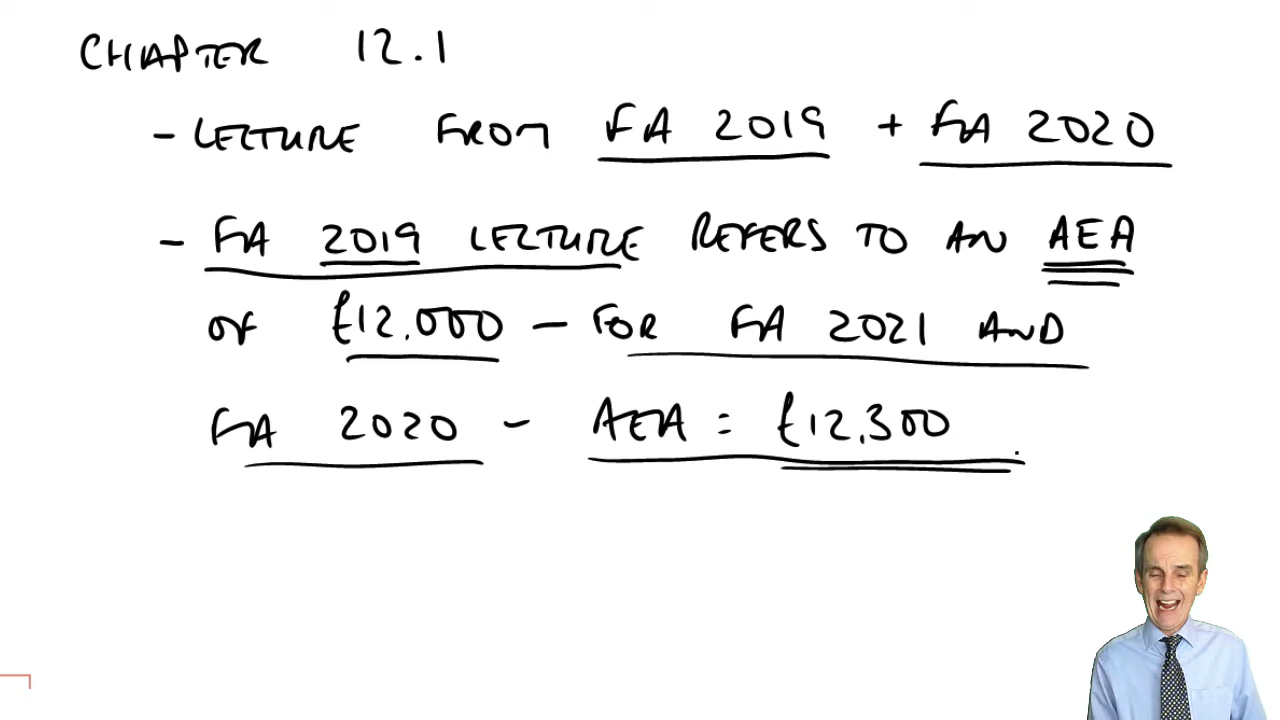 CHAPTER 12.1
- LECTURE FROM FA 2019 + FA 2020
- FA 2019 LECTURE REFERS TO AN AEA
OF £12,000 - FOR FA 2021 AND
FA 2020 - AEA = £12,300